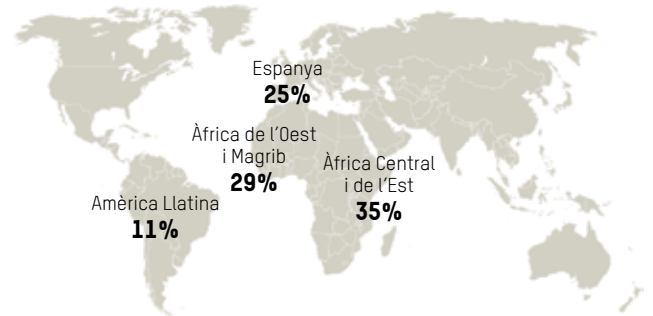 Espanya
25%
Àfrica de l'Oest
i Magrib
29%
Àfrica Central
i de l'Est
35%
Amèrica Llatina
11%